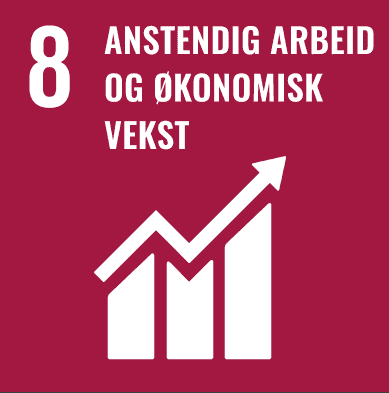 8
ANSTENDIG ARBEID
OG ØKONOMISK
VEKST